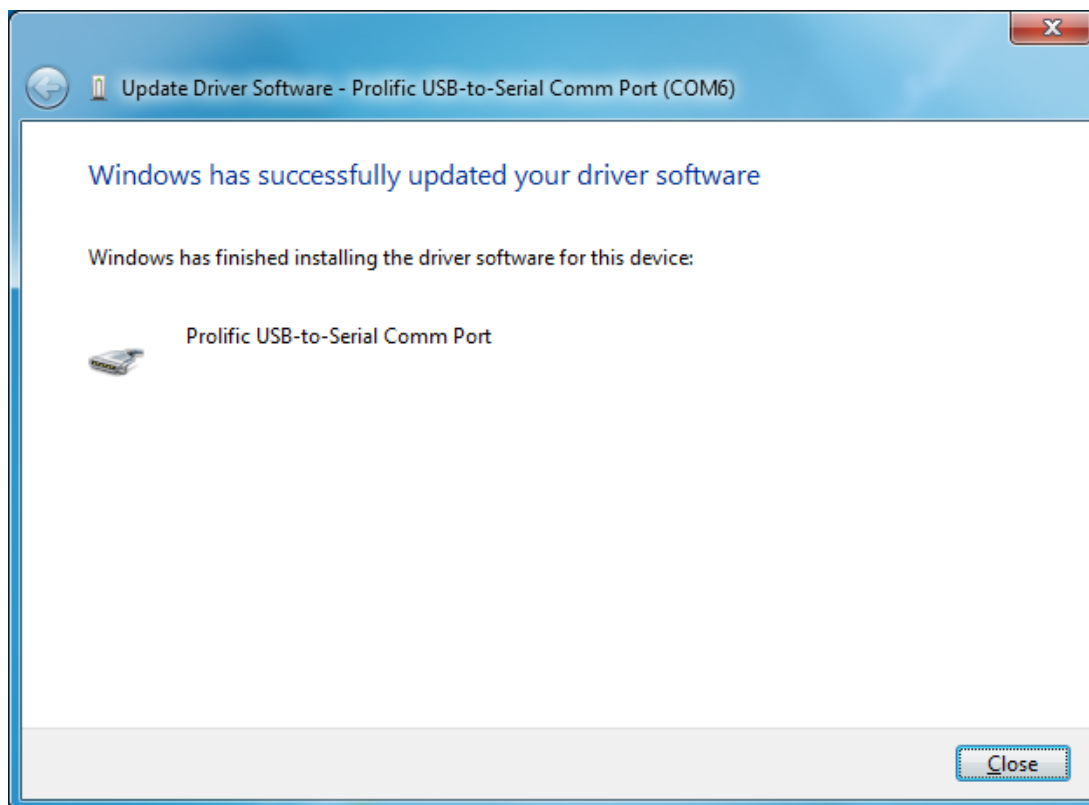 Update Driver Software - Prolific USB-to-Serial Comm Port (COM6)
Windows has successfully updated your driver software
Windows has finished installing the driver software for this device:
Prolific USB-to-Serial Comm Port
Close